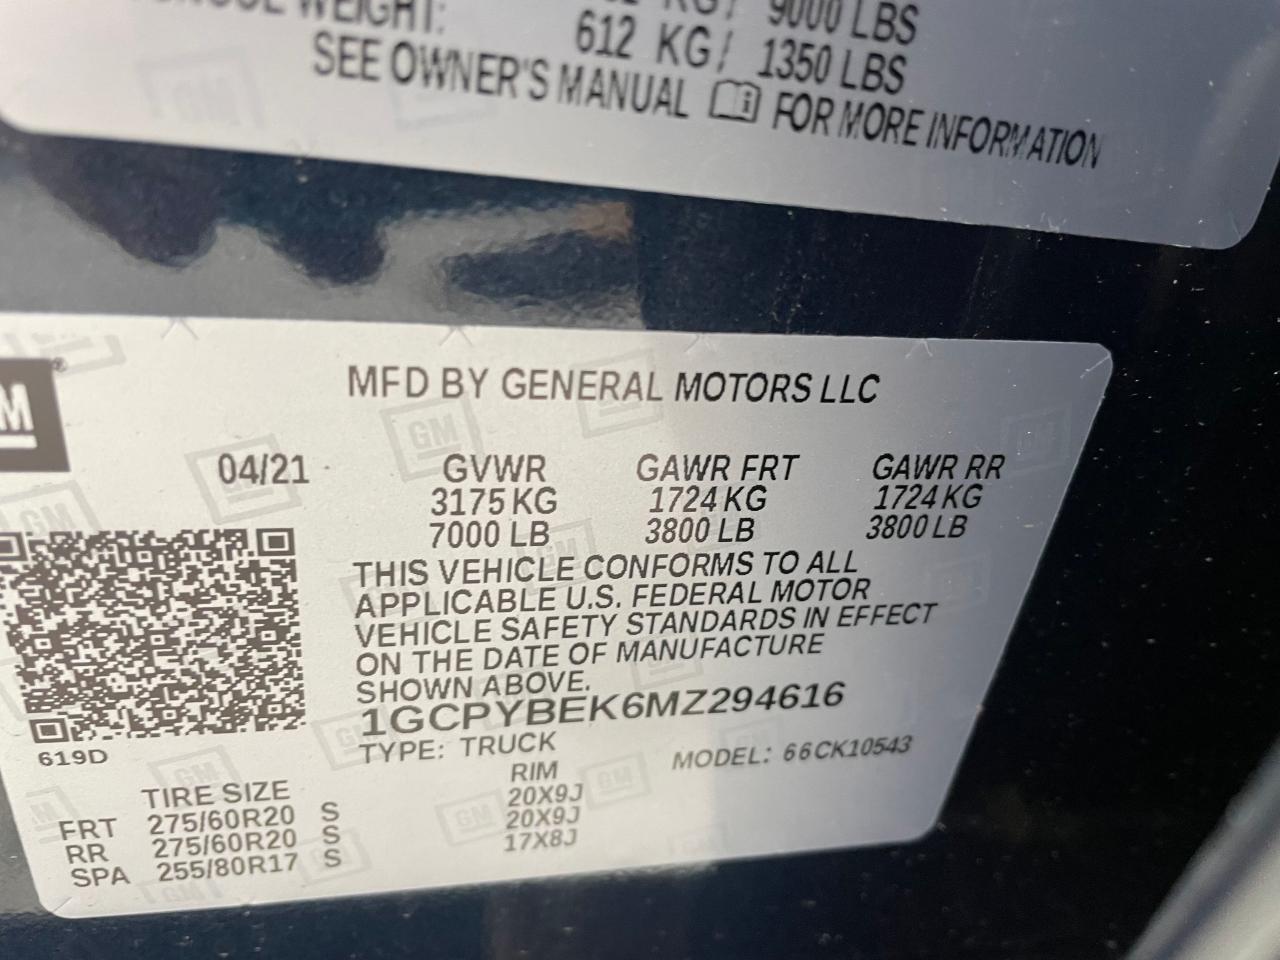 WEIGHT: KG/ 9000 LBS
612 KG/ 1350 LBS
SEE OWNER'S MANUAL FOR MORE INFORMATION
GM
MFD BY GENERAL MOTORS LLC
04/21 GVWR GAWR FRT GAWR RR
3175 KG 1724 KG 1724 KG
7000 LB 3800 LB 3800 LB
THIS VEHICLE CONFORMS TO ALL
APPLICABLE U.S. FEDERAL MOTOR
VEHICLE SAFETY STANDARDS IN EFFECT
ON THE DATE OF MANUFACTURE
SHOWN ABOVE.
1GCPYBEK6MZ294616
619D TYPE: TRUCK MODEL: 66CK10543
TIRE SIZE RIM
FRT 275/60R20 S 20X9J
RR 275/60R20 S 20X9J
SPA 255/80R17 S 17X8J